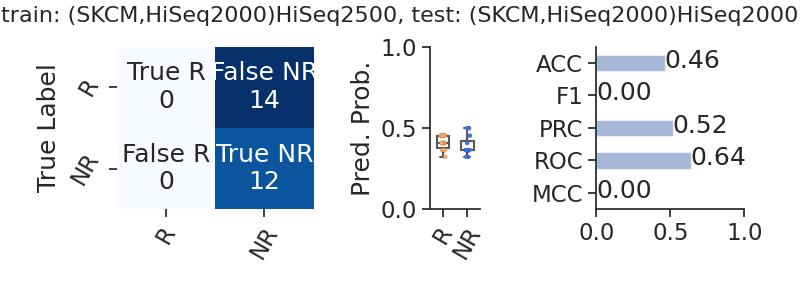 train: (SKCM,HiSeq2000)HiSeq2500, test: (SKCM,HiSeq2000)HiSeq2000
True Label
R
NR
True R
0
False NR
14
False R
0
True NR
12
R
NR
Pred. Prob.
1.0
0.5
0.0
R
NR
ACC
F1
PRC
ROC
MCC
0.46
0.00
0.52
0.64
0.00
0.0
0.5
1.0